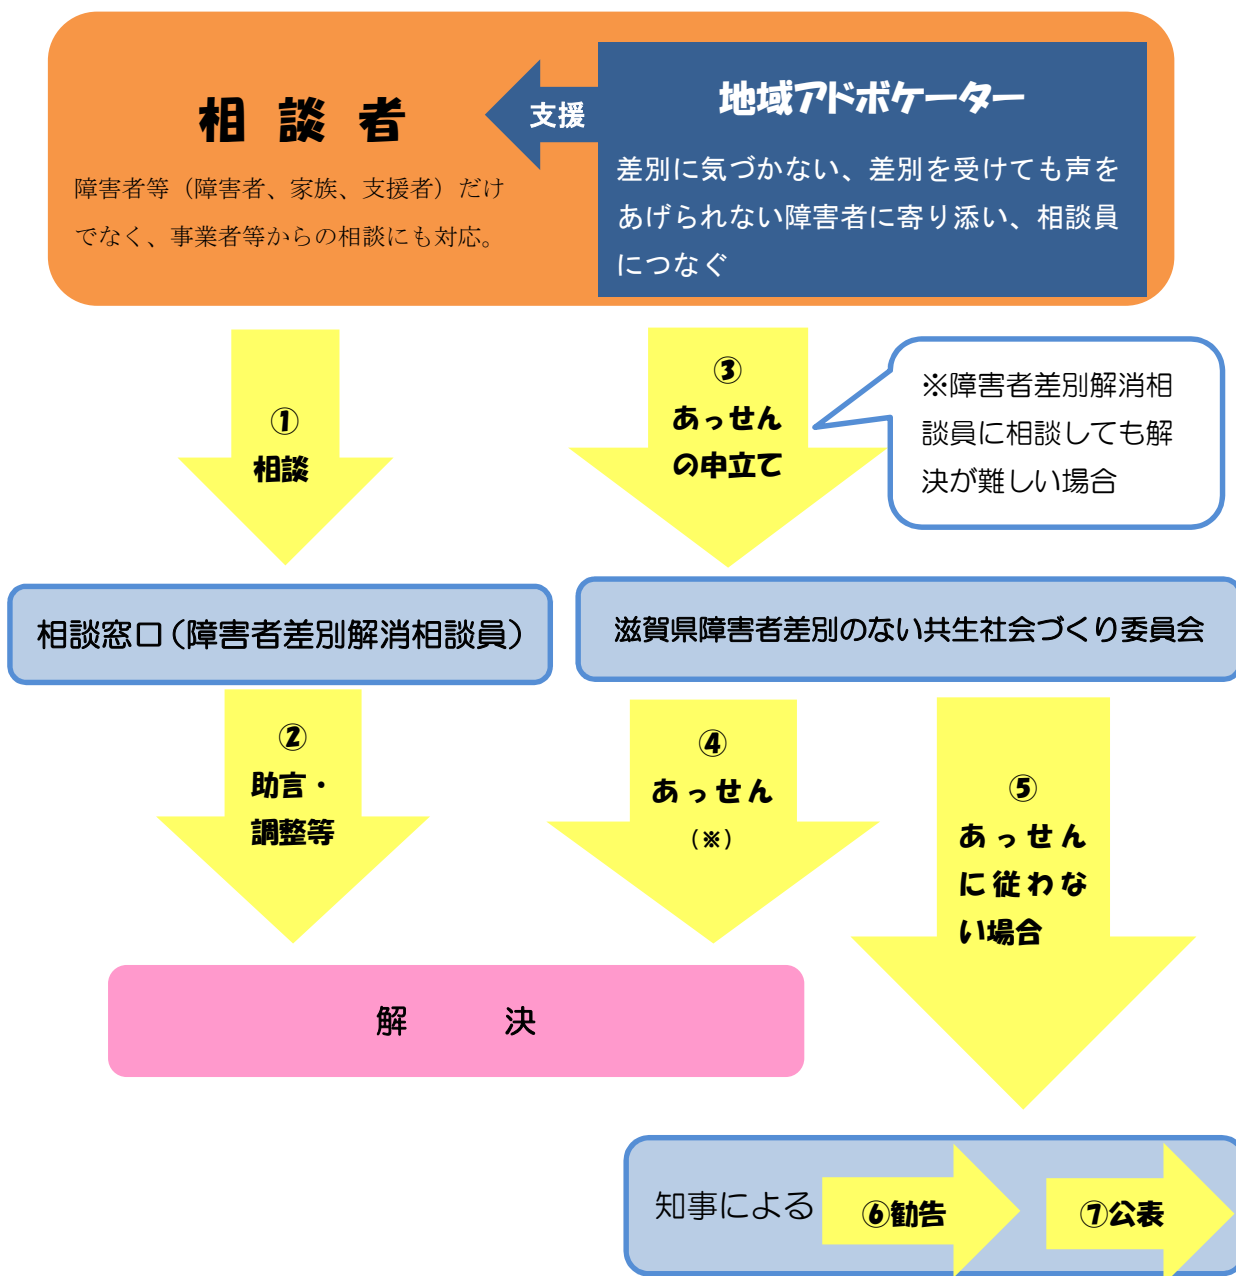 相談者
障害者等（障害者、家族、支援者）だけ
でなく、事業者等からの相談にも対応。
支援
地域アドボケーター
差別に気づかない、差別を受けても声を
あげられない障害者に寄り添い、相談員
につなぐ
①
相談
③
あっせん
の申立て
※障害者差別解消相
談員に相談しても解
決が難しい場合
相談窓口（障害者差別解消相談員）
滋賀県障害者差別のない共生社会づくり委員会
②
助言・
調整等
④
あっせん
（※）
⑤
あっせん
に従わな
い場合
解決
知事による
⑥勧告
⑦公表